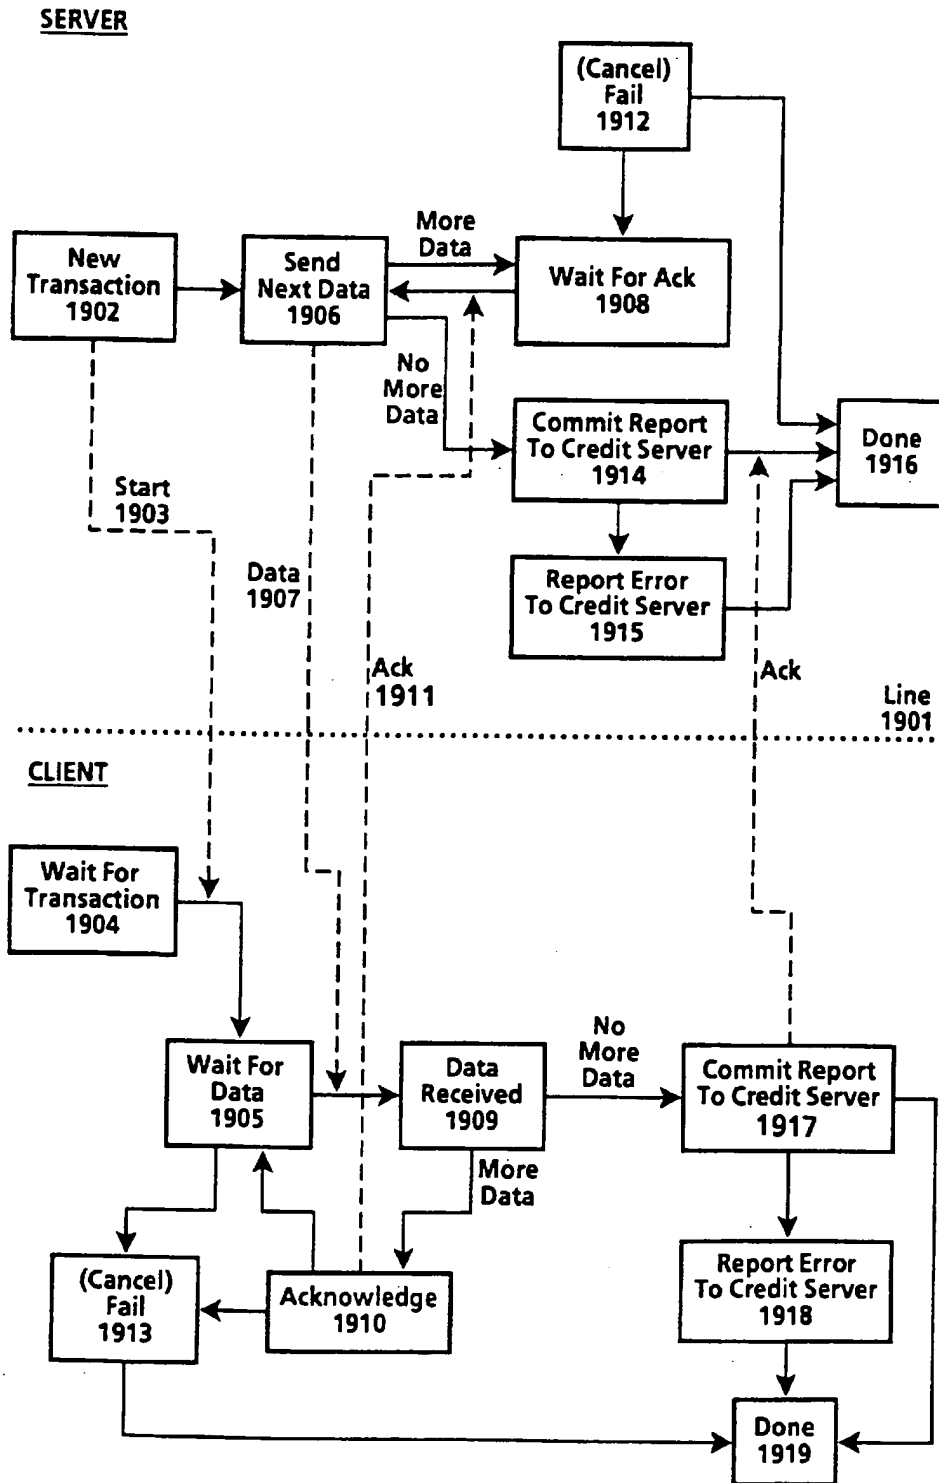 SERVER
(Cancel)
Fail
1912
More
Data
New
Transaction
1902
Send
Next Data
1906
Wait For Ack
1908
No
More
Data
Commit Report
To Credit Server
1914
Done
1916
Start
1903
Data
1907
Report Error
To Credit Server
1915
Ack
1911
Ack
Line
1901
CLIENT
Wait For
Transaction
1904
Wait For
Data
1905
Data
Received
1909
No
More
Data
Commit Report
To Credit Server
1917
More
Data
(Cancel)
Fail
1913
Acknowledge
1910
Report Error
To Credit Server
1918
Done
1919